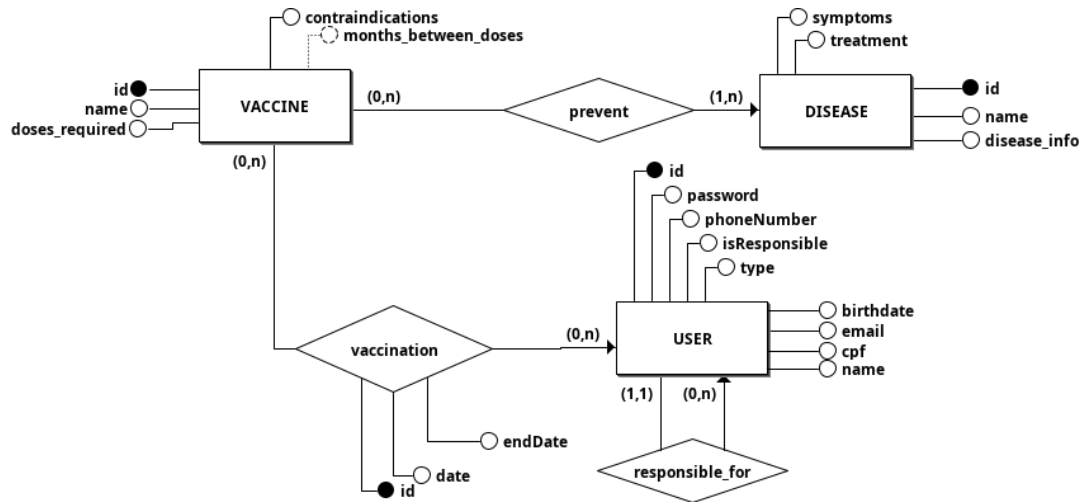 contraindications
months_between_doses
id
name
doses_required
VACCINE
(0,n)
prevent
(1,n)
symptoms
treatment
DISEASE
id
name
disease_info
(0,n)
id
password
phoneNumber
isResponsible
type
birthdate
email
cpf
name
USER
(0,n)
vaccination
(1,1)
(0,n)
endDate
date
id
responsible_for